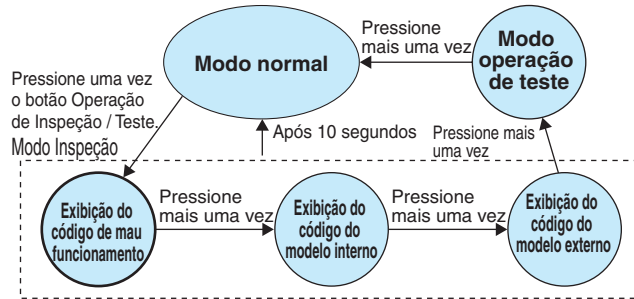 Modo normal
Pressione
mais uma vez
Modo
operação
de teste
Pressione uma vez
o botão Operação
de Inspeção / Teste.
Modo Inspeção
Após 10 segundos
Pressione mais
uma vez
Exibição do
código de mau
funcionamento
Pressione
mais uma vez
Exibição do
código do
modelo interno
Pressione
mais uma vez
Exibição do
código do
modelo externo